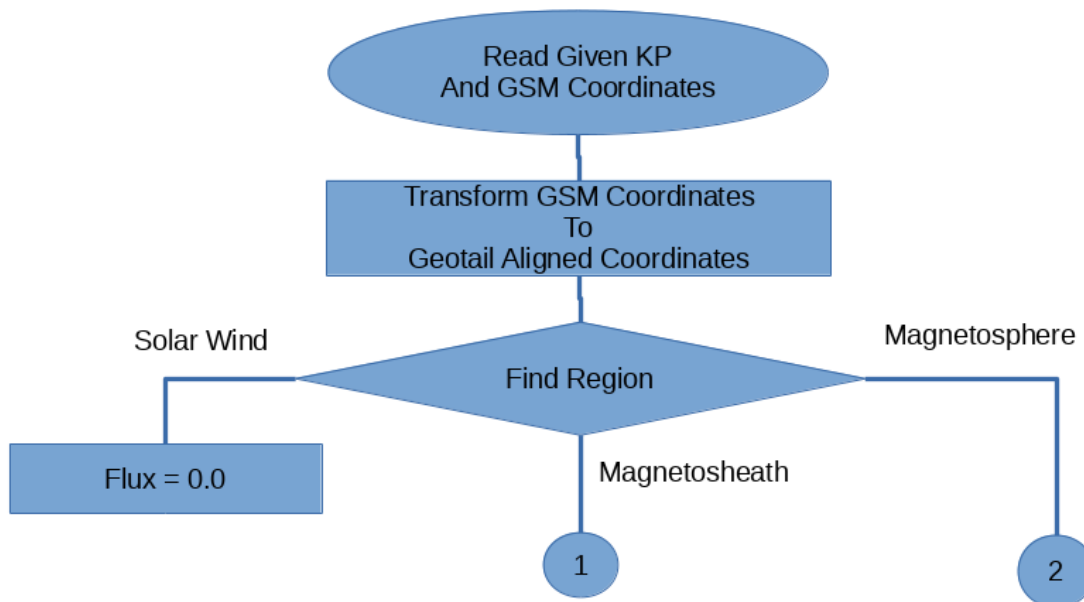 Read Given KP
And GSM Coordinates
Transform GSM Coordinates
To
Geotail Aligned Coordinates
Solar Wind
Magnetosphere
Find Region
Flux = 0.0
Magnetosheath
1
2